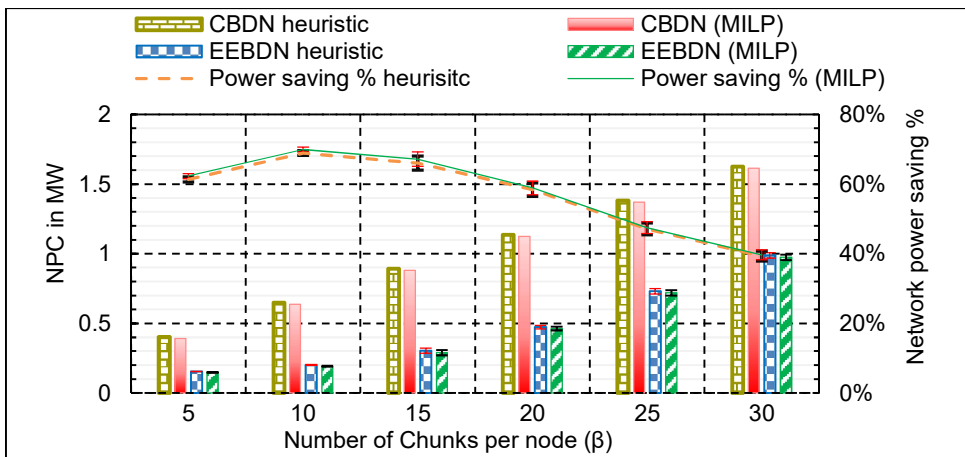 CBDN heuristic CBDN (MILP)
EEBDN heuristic EEBDN (MILP)
Power saving % heurisitc Power saving % (MILP)
2 80%
1.5 60%
1 40%
0.5 20%
0 0%
NPC in MW
Network power saving %
5 10 15 20 25 30
Number of Chunks per node (β)